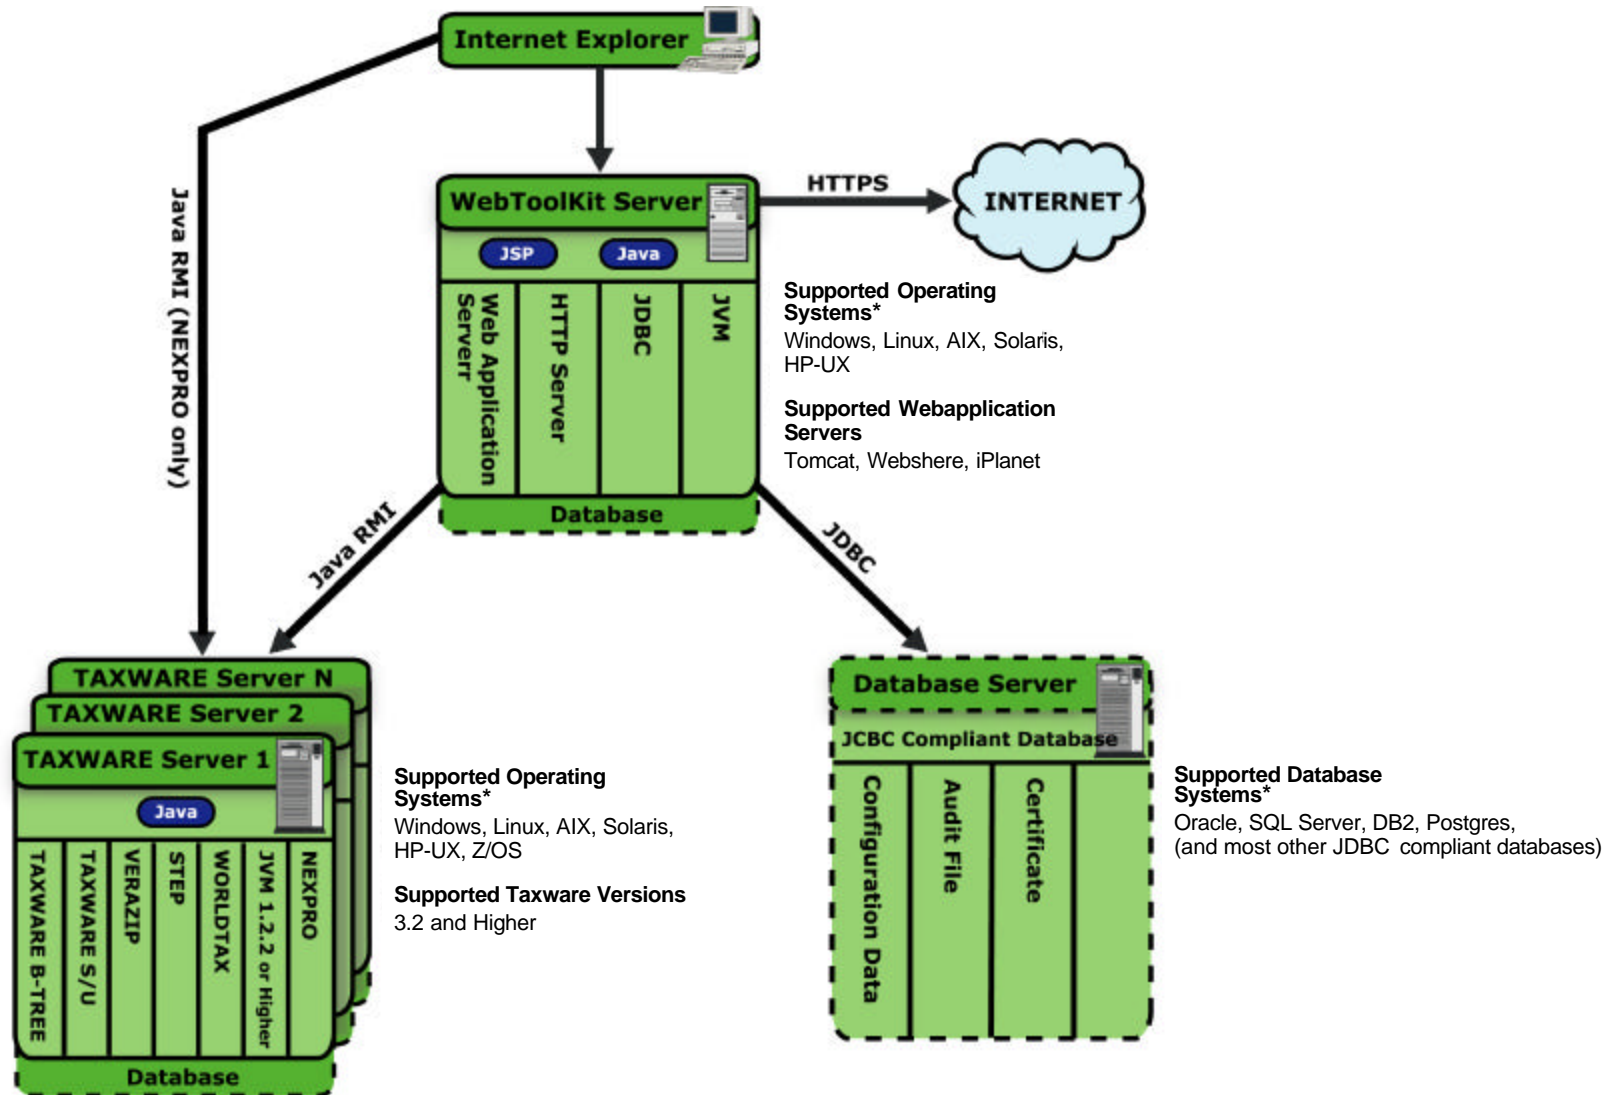 Internet Explorer
Java RMI (NEXPRO only)
WebToolKit Server
HTTPS
INTERNET
JSP
Java
Web Application
Serverr
HTTP Server
JDBC
JVM
Database
Supported Operating
Systems*
Windows, Linux, AIX, Solaris,
HP-UX
Supported Webapplication
Servers
Tomcat, Webshere, iPlanet
Java RMI
JDBC
TAXWARE Server N
TAXWARE Server 2
TAXWARE Server 1
Java
TAXWARE B-TREE
TAXWARE S/U
VERAZIP
STEP
WORLDTAX
JVM 1.2.2 or Higher
NEXPRO
Database
Supported Operating
Systems*
Windows, Linux, AIX, Solaris,
HP-UX, Z/OS
Supported Taxware Versions
3.2 and Higher
Database Server
JCBC Compliant Database
Configuration Data
Audit File
Certificate
Supported Database
Systems*
Oracle, SQL Server, DB2, Postgres,
(and most other JDBC compliant databases)